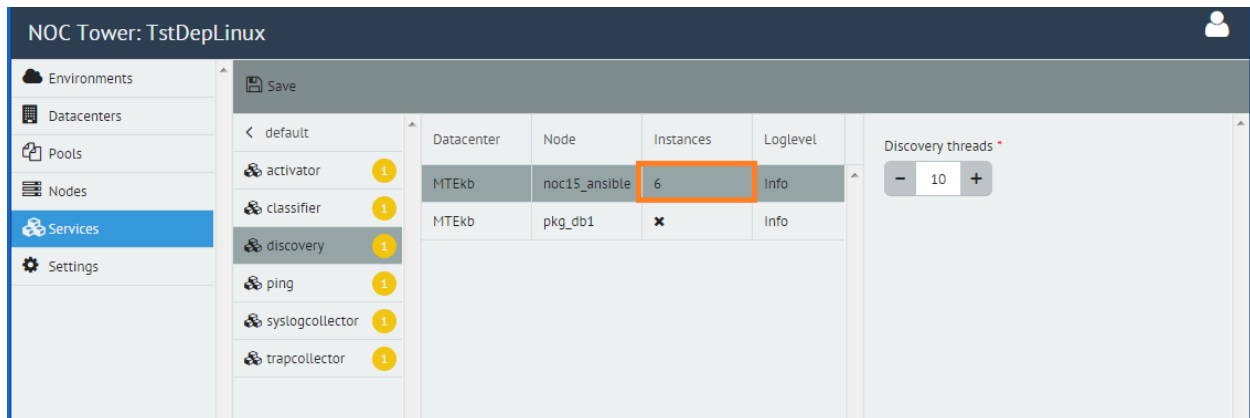 NOC Tower: TstDepLinux
Environments
Datacenters
Pools
Nodes
Services
Settings
Save
default
activator 1
classifier 1
discovery 1
ping 1
syslogcollector 1
trapcollector 1
Datacenter Node Instances Loglevel
MTEkb noc15_ansible 6 Info
MTEkb pkg_db1 ✖ Info
Discovery threads *
− 10 +